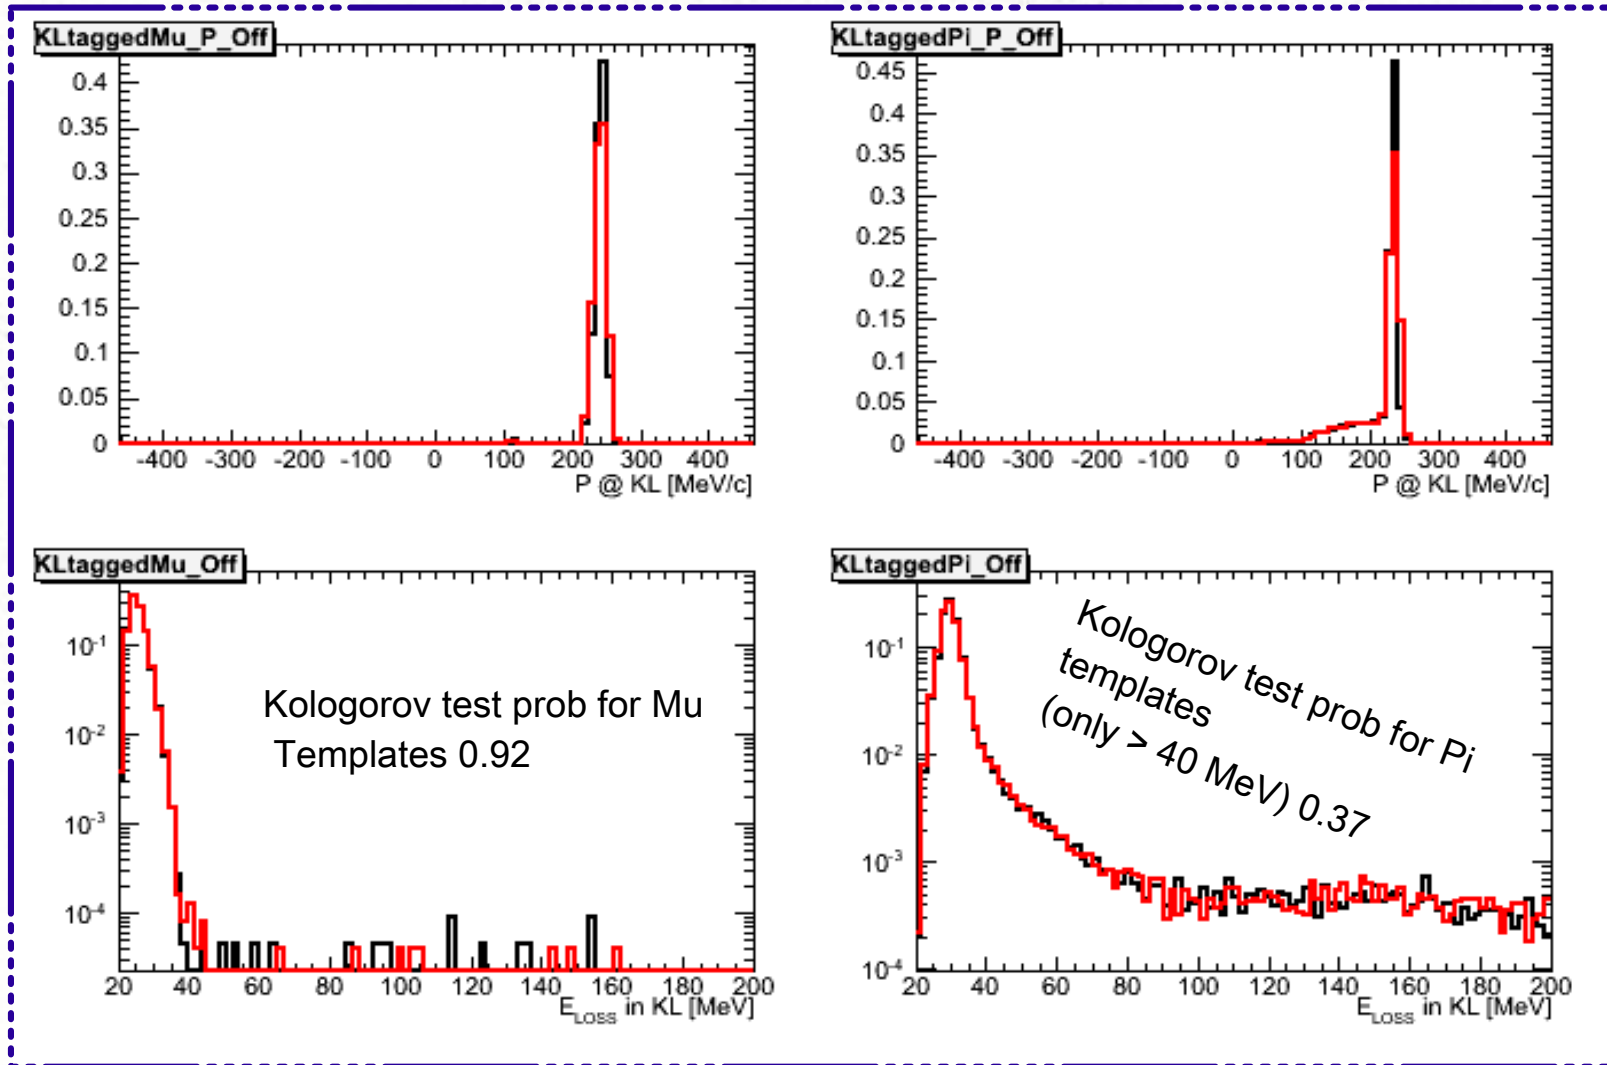 KLtaggedMu_P_Off
0.4
0.35
0.3
0.25
0.2
0.15
0.1
0.05
0
-400 -300 -200 -100 0 100 200 300 400
P @ KL [MeV/c]
KLtaggedPi_P_Off
0.45
0.4
0.35
0.3
0.25
0.2
0.15
0.1
0.05
0
-400 -300 -200 -100 0 100 200 300 400
P @ KL [MeV/c]
KLtaggedMu_Off
10⁻¹
10⁻²
10⁻³
10⁻⁴
Kologorov test prob for Mu
Templates 0.92
20 40 60 80 100 120 140 160 180 200
E_LOSS in KL [MeV]
KLtaggedPi_Off
10⁻¹
10⁻²
10⁻³
10⁻⁴
Kologorov test prob for Pi
templates
(only > 40 MeV) 0.37
20 40 60 80 100 120 140 160 180 200
E_LOSS in KL [MeV]